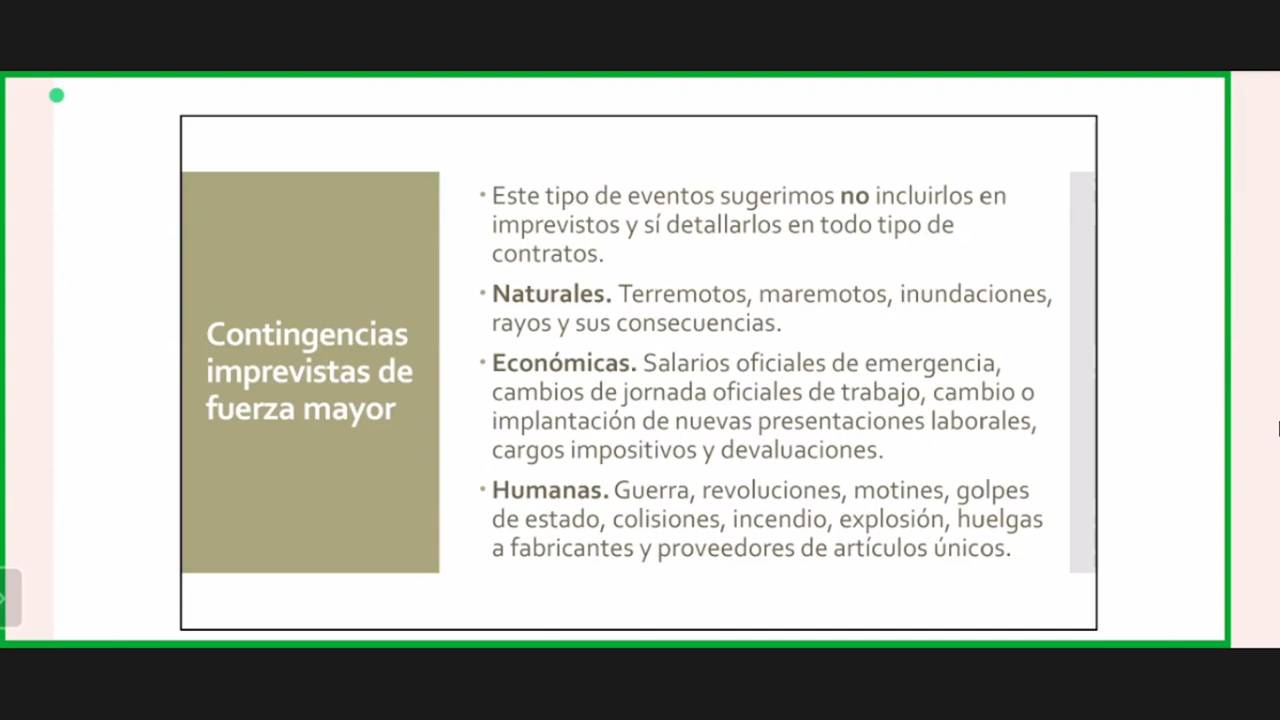 Contingencias
imprevistas de
fuerza mayor
• Este tipo de eventos sugerimos no incluirlos en
imprevistos y sí detallarlos en todo tipo de
contratos.
• Naturales. Terremotos, maremotos, inundaciones,
rayos y sus consecuencias.
• Económicas. Salarios oficiales de emergencia,
cambios de jornada oficiales de trabajo, cambio o
implantación de nuevas presentaciones laborales,
cargos impositivos y devaluaciones.
• Humanas. Guerra, revoluciones, motines, golpes
de estado, colisiones, incendio, explosión, huelgas
a fabricantes y proveedores de artículos únicos.